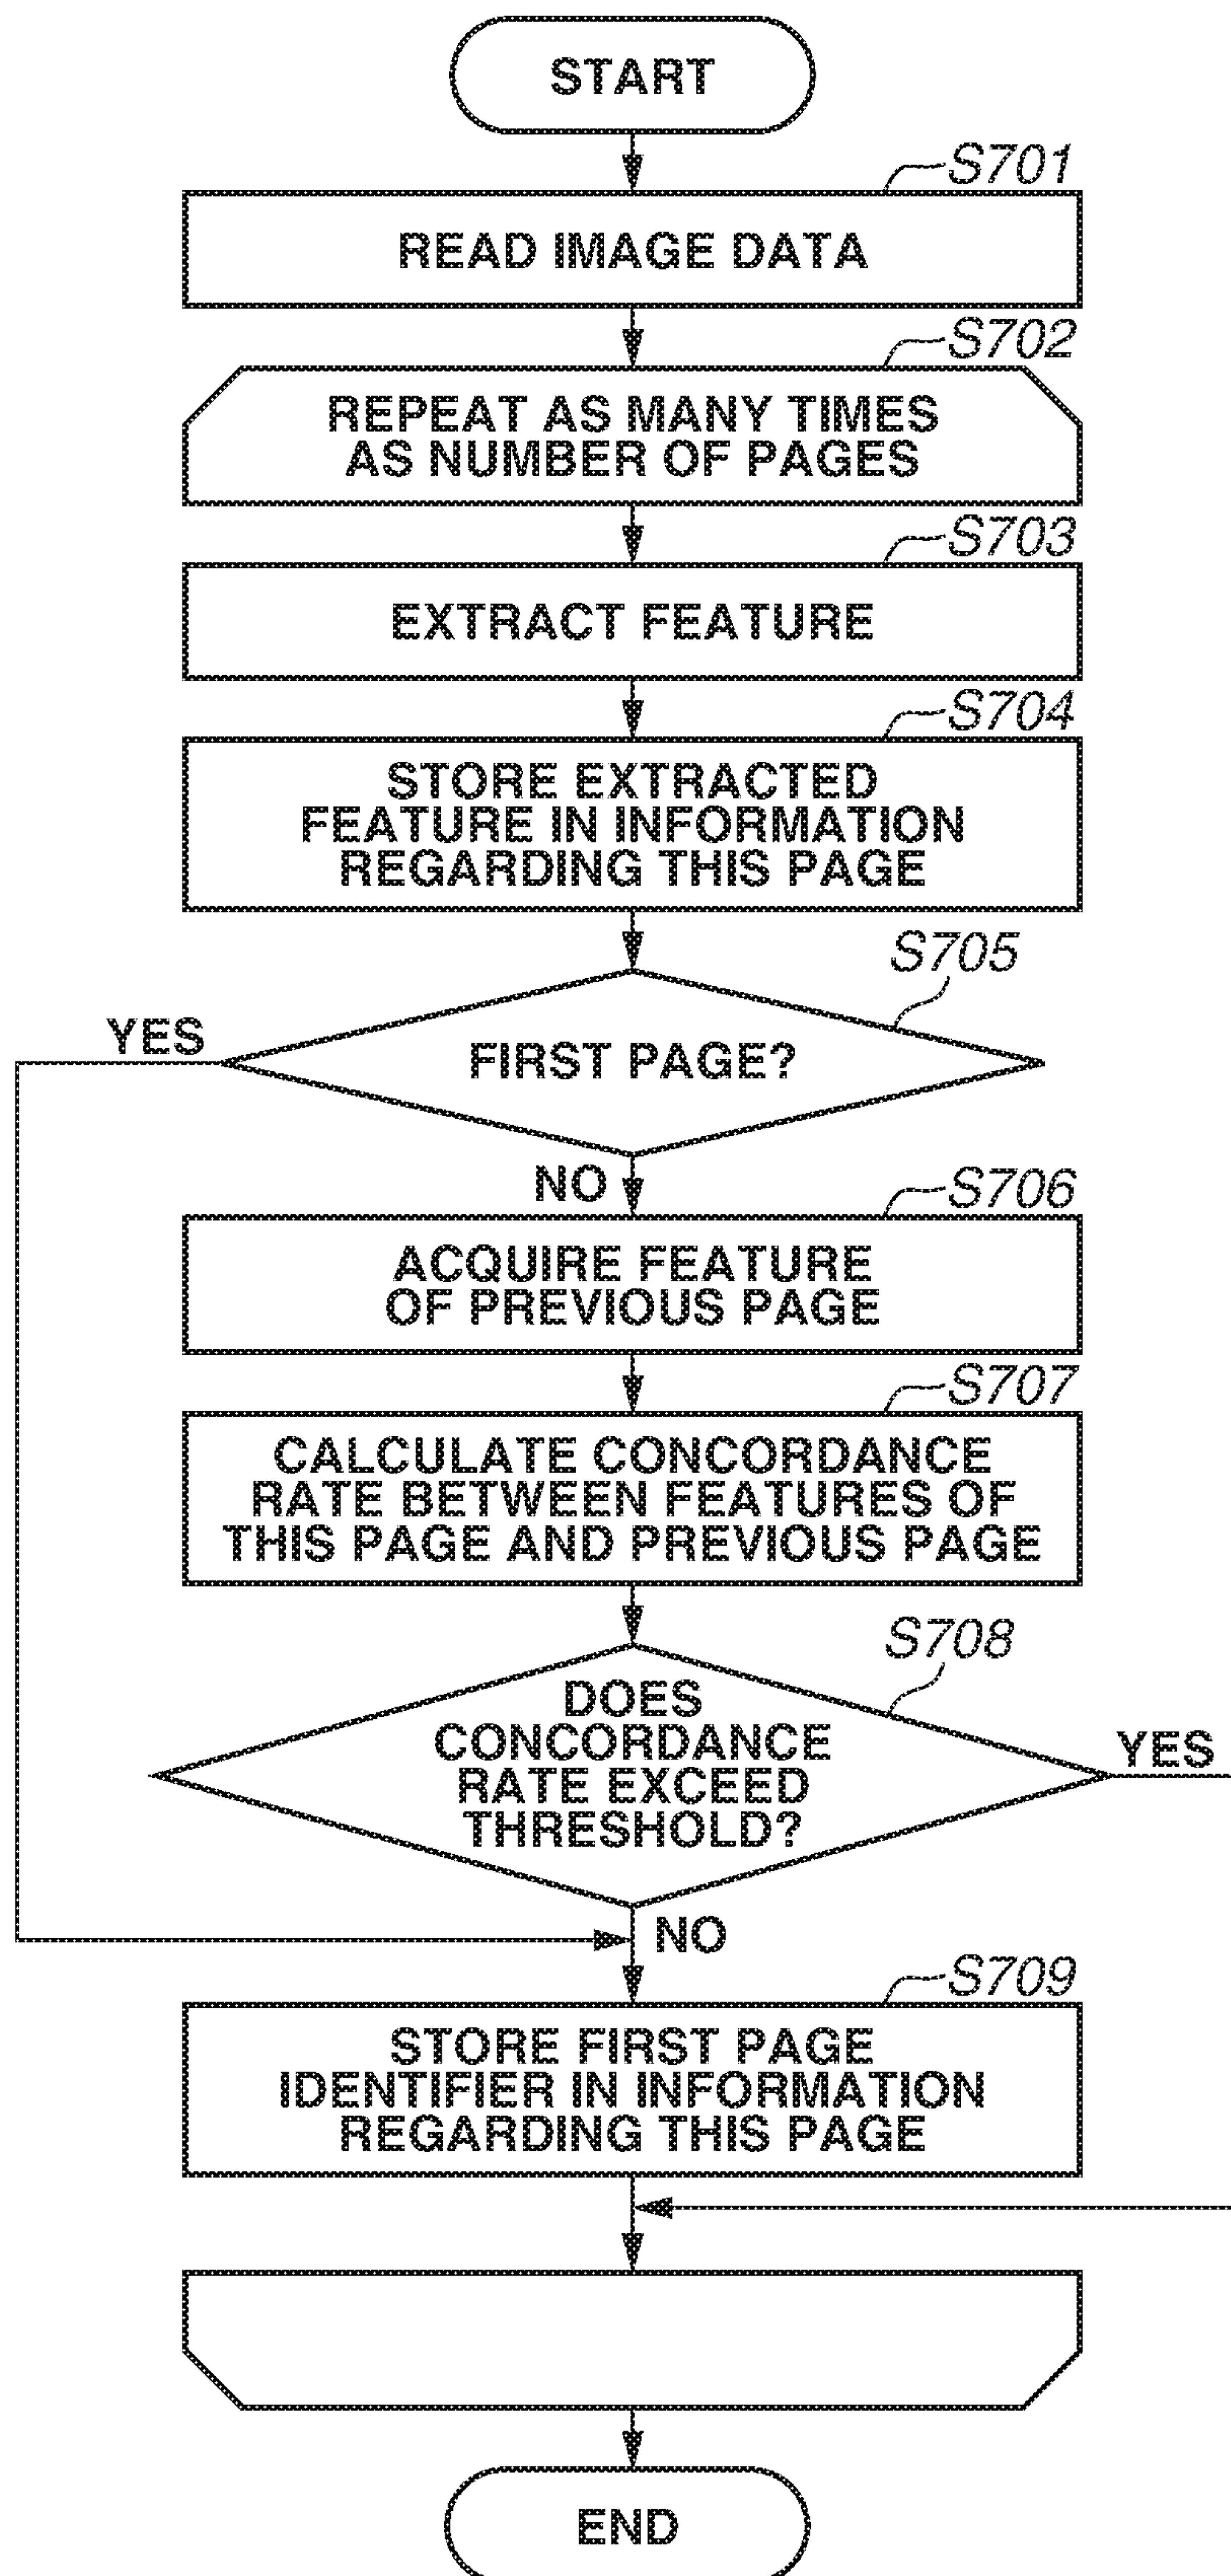 START
S701
READ IMAGE DATA
S702
REPEAT AS MANY TIMES
AS NUMBER OF PAGES
S703
EXTRACT FEATURE
S704
STORE EXTRACTED
FEATURE IN INFORMATION
REGARDING THIS PAGE
S705
YES
FIRST PAGE?
NO
S706
ACQUIRE FEATURE
OF PREVIOUS PAGE
S707
CALCULATE CONCORDANCE
RATE BETWEEN FEATURES OF
THIS PAGE AND PREVIOUS PAGE
S708
DOES
CONCORDANCE
RATE EXCEED
THRESHOLD?
YES
NO
S709
STORE FIRST PAGE
IDENTIFIER IN INFORMATION
REGARDING THIS PAGE
END